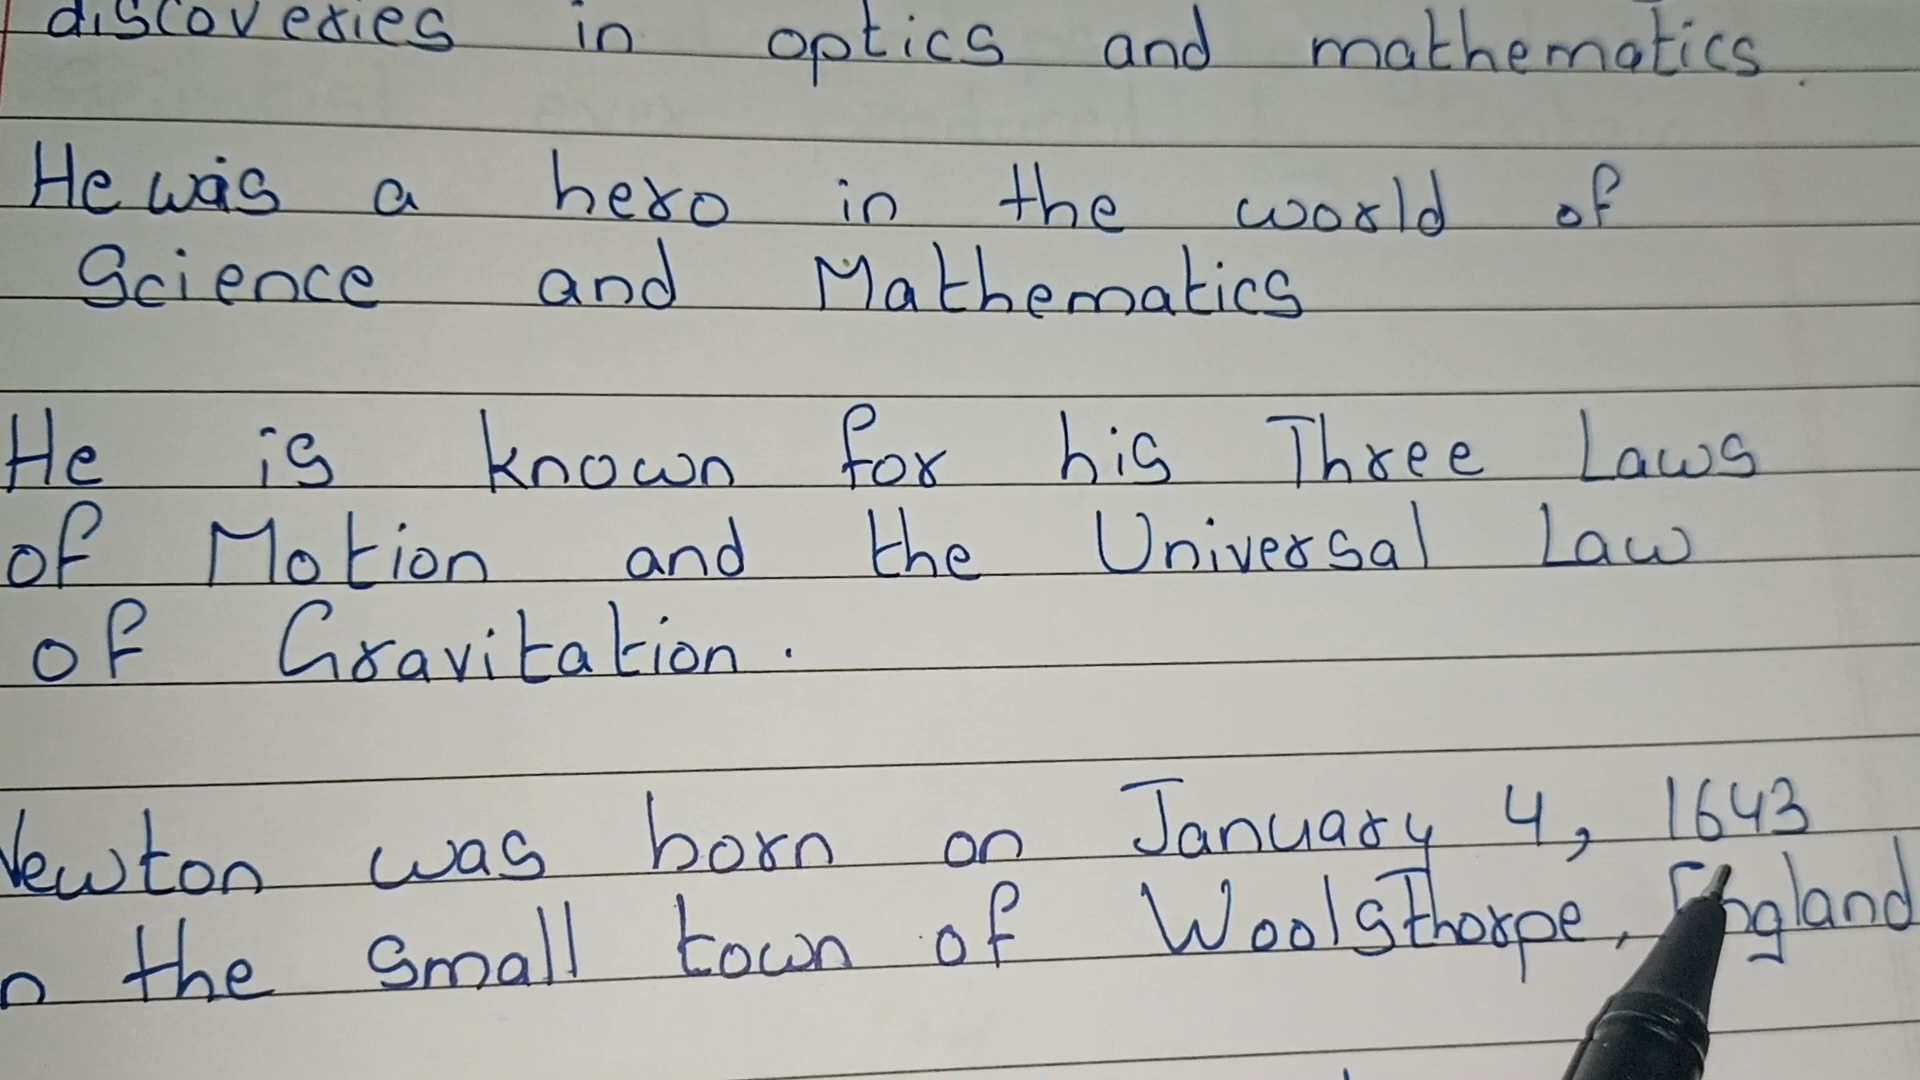 discoveries in optics and mathematics.
He was a hero in the world of
Science and Mathematics
He is known for his Three Laws
of Motion and the Universal Law
of Gravitation.
Newton was born on January 4, 1643
n the small town of Woolsthorpe, England